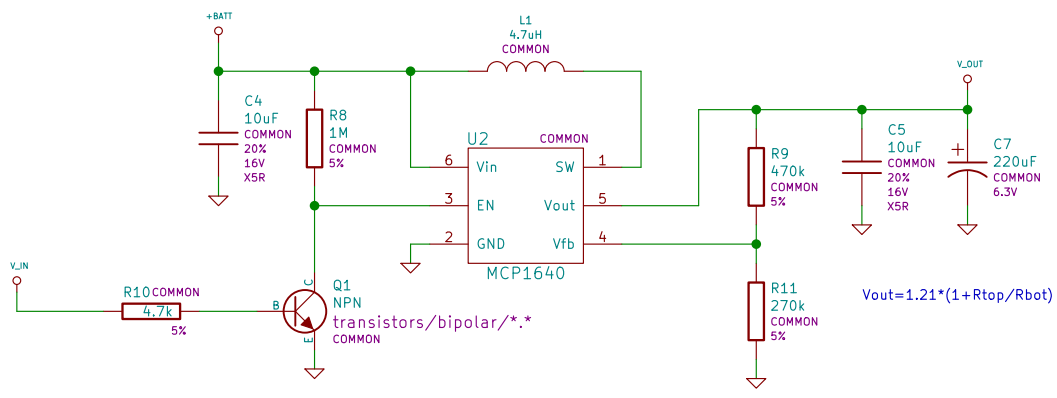 +BATT
L1
4.7uH
COMMON
V_OUT
C4
10uF
COMMON
20%
16V
X5R
R8
1M
COMMON
5%
U2
COMMON
6
Vin
SW
1
3
EN
Vout
5
2
GND
Vfb
4
MCP1640
R9
470k
COMMON
5%
C5
10uF
COMMON
20%
16V
X5R
C7
220uF
COMMON
6.3V
V_IN
R10 COMMON
4.7k
5%
C
B
E
Q1
NPN
transistors/bipolar/*.*
COMMON
R11
270k
COMMON
5%
Vout=1.21*(1+Rtop/Rbot)